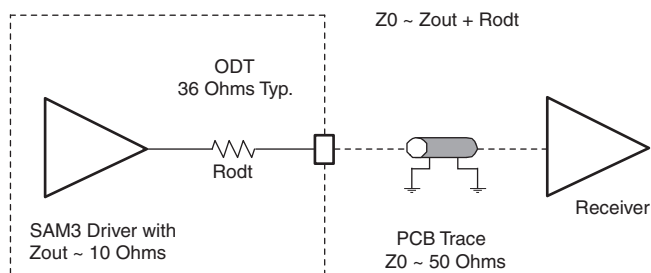 Z0 ~ Zout + Rodt
ODT
36 Ohms Typ.
Rodt
Receiver
SAM3 Driver with
Zout ~ 10 Ohms
PCB Trace
Z0 ~ 50 Ohms